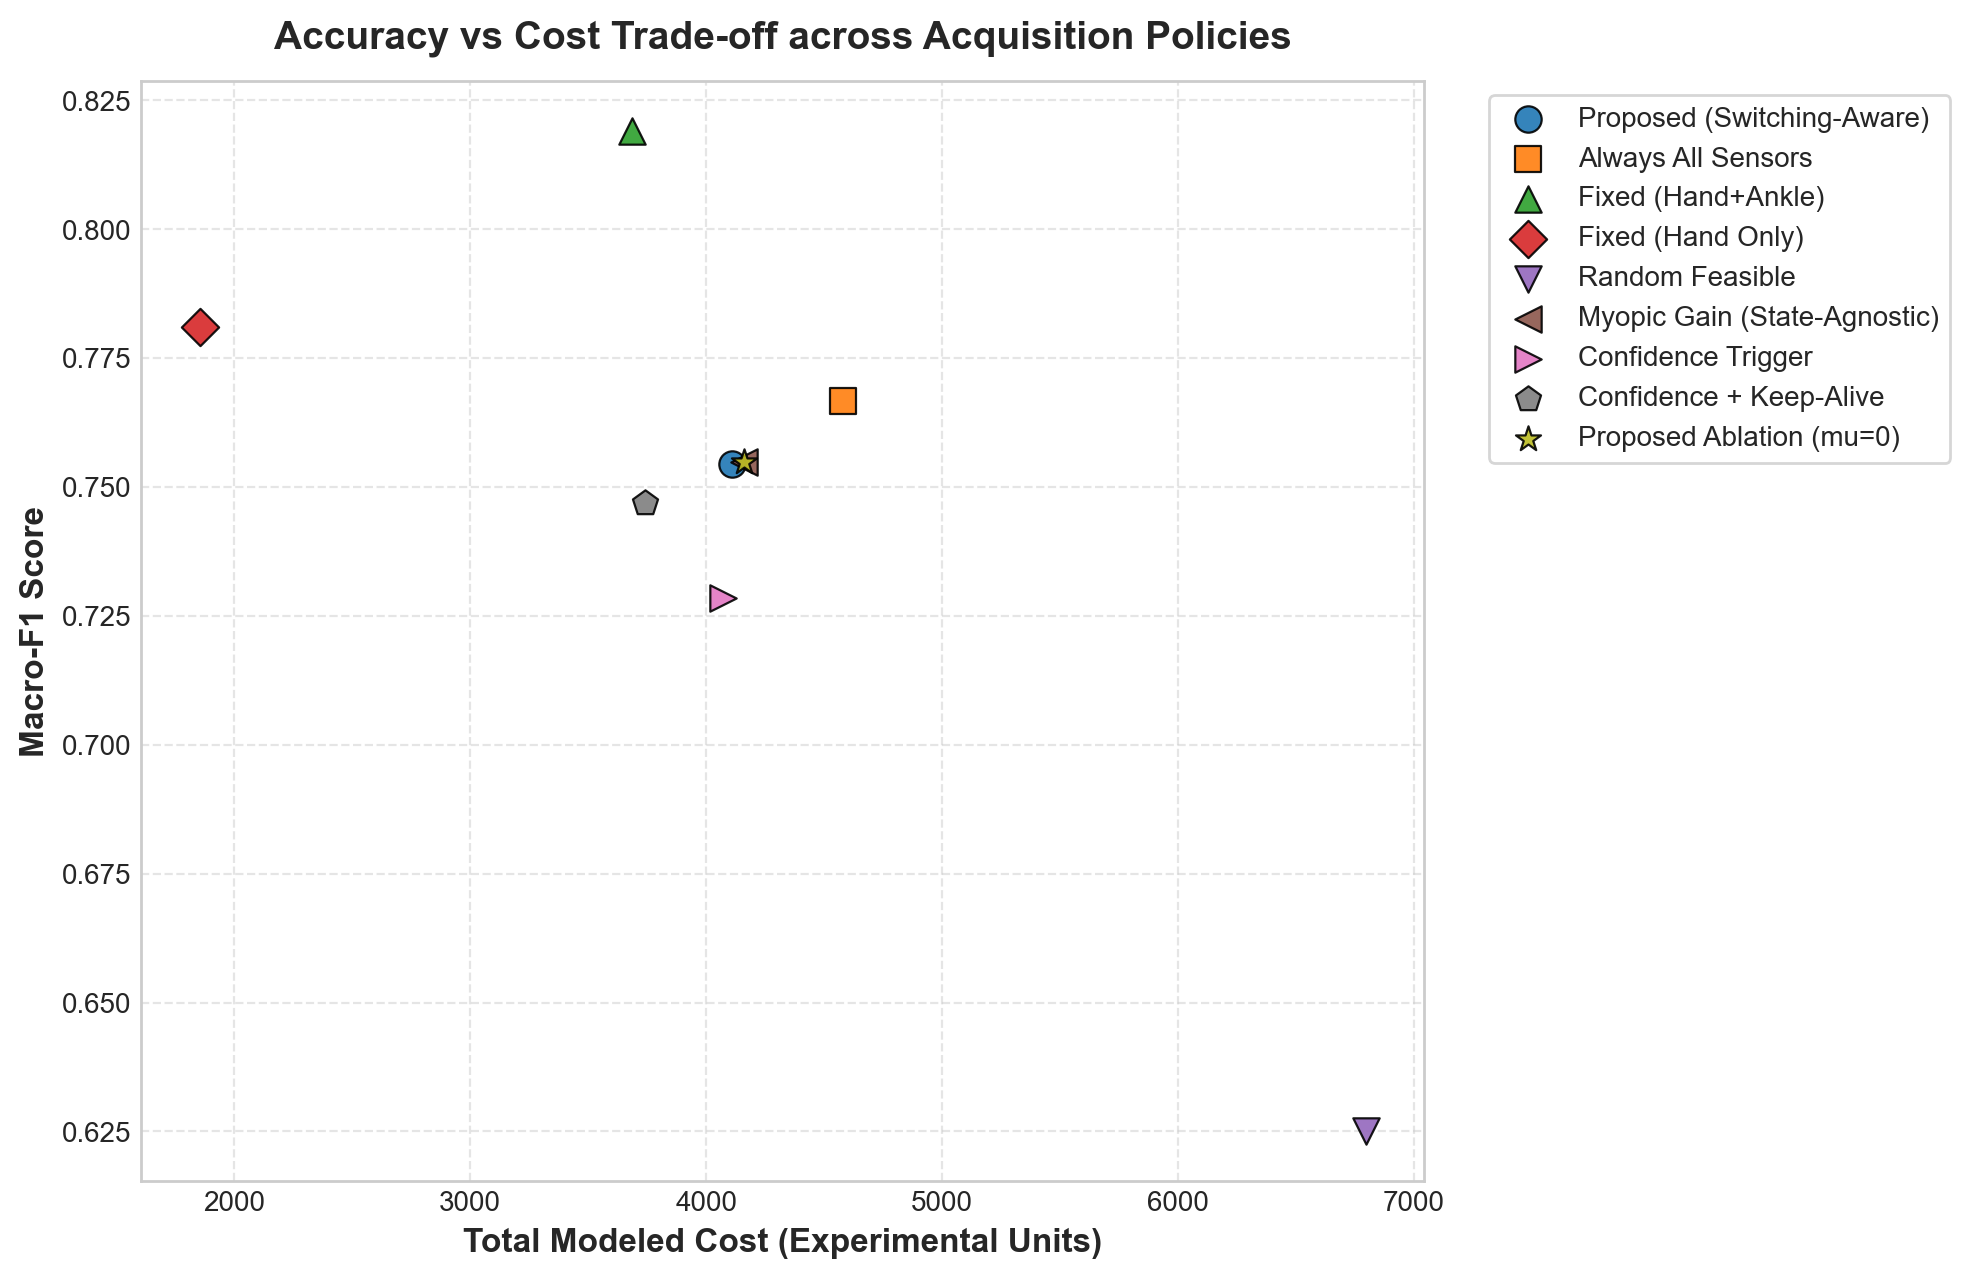 Accuracy vs Cost Trade-off across Acquisition Policies
0.825
0.800
0.775
0.750
0.725
0.700
0.675
0.650
0.625
Macro-F1 Score
2000 3000 4000 5000 6000 7000
Total Modeled Cost (Experimental Units)
Proposed (Switching-Aware)
Always All Sensors
Fixed (Hand+Ankle)
Fixed (Hand Only)
Random Feasible
Myopic Gain (State-Agnostic)
Confidence Trigger
Confidence + Keep-Alive
Proposed Ablation (mu=0)